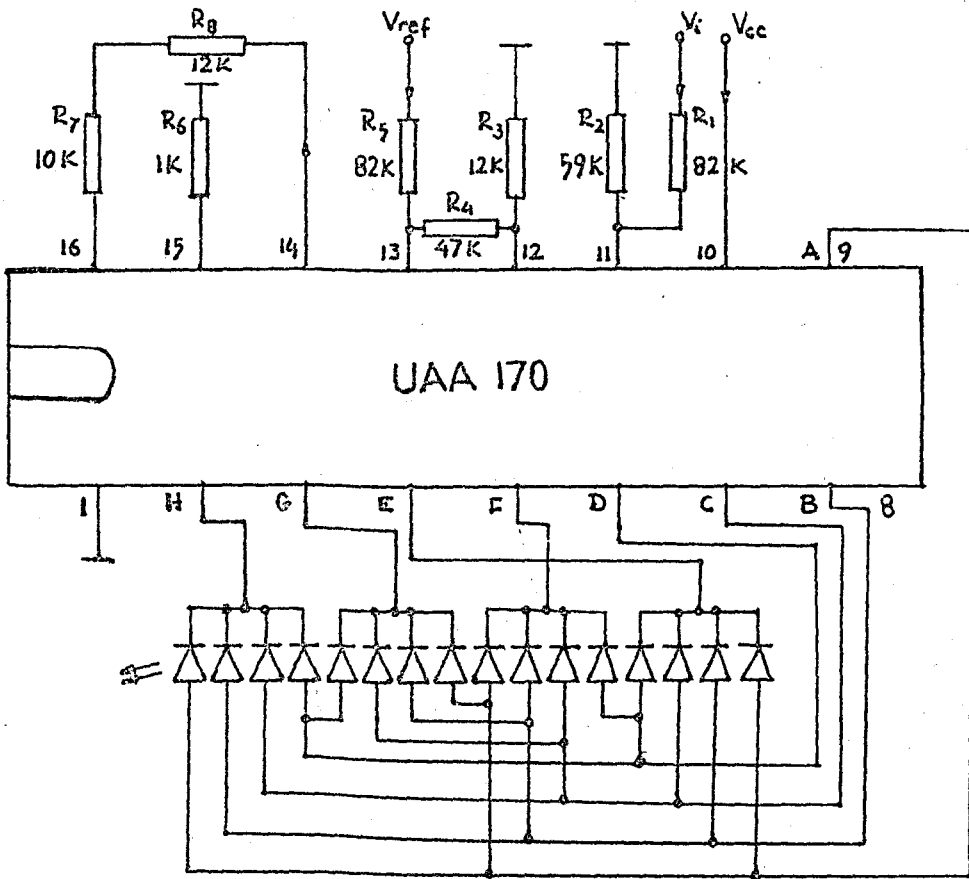 R8 Vref Vi Vcc
12K
R7 R6 R5 R3 R2 R1
10K 1K 82K 12K 59K 82 K
R4
16 15 14 13 47K 12 11 10 A 9
UAA 170
1 H G E F D C B 8